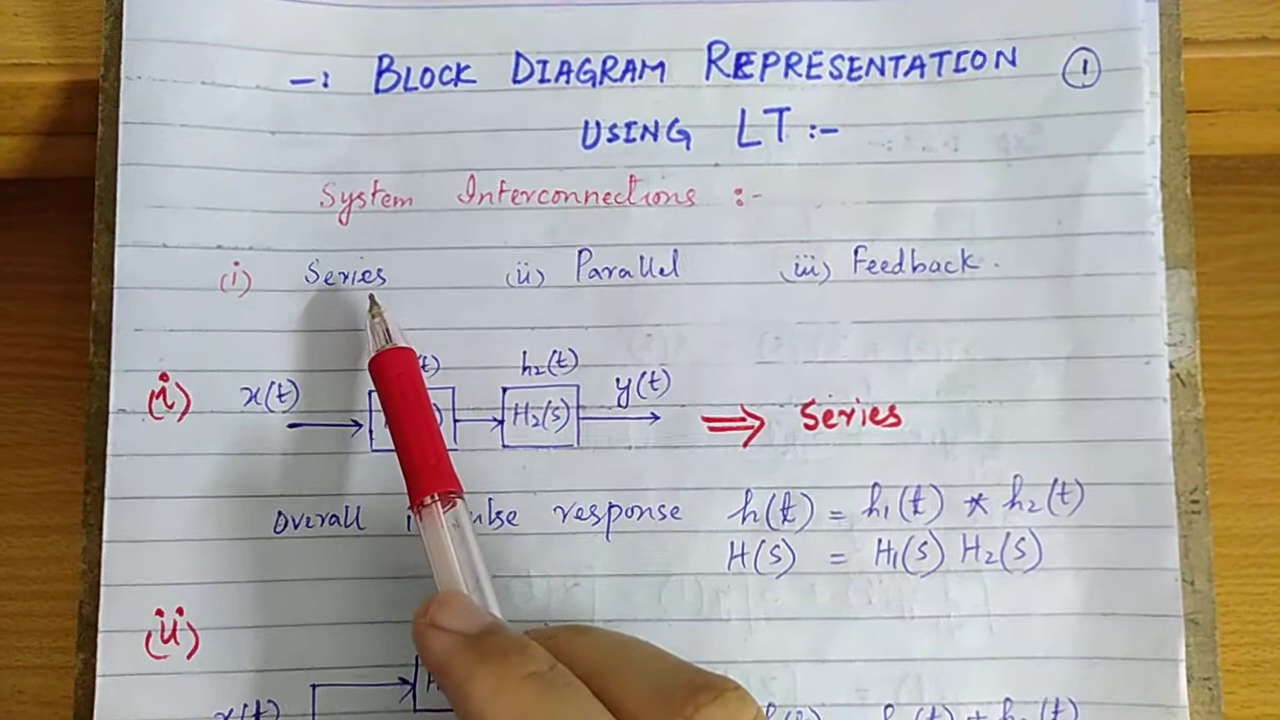 -: BLOCK DIAGRAM REPRESENTATION ①
USING LT :-
System Interconnections :-
(i) Series (ii) Parallel (iii) Feedback.
(i) x(t) h2(t) y(t)
H2(s) ⇒ Series
Overall response h(t) = h1(t) * h2(t)
H(s) = H1(s) H2(s)
(ii)
x(t)